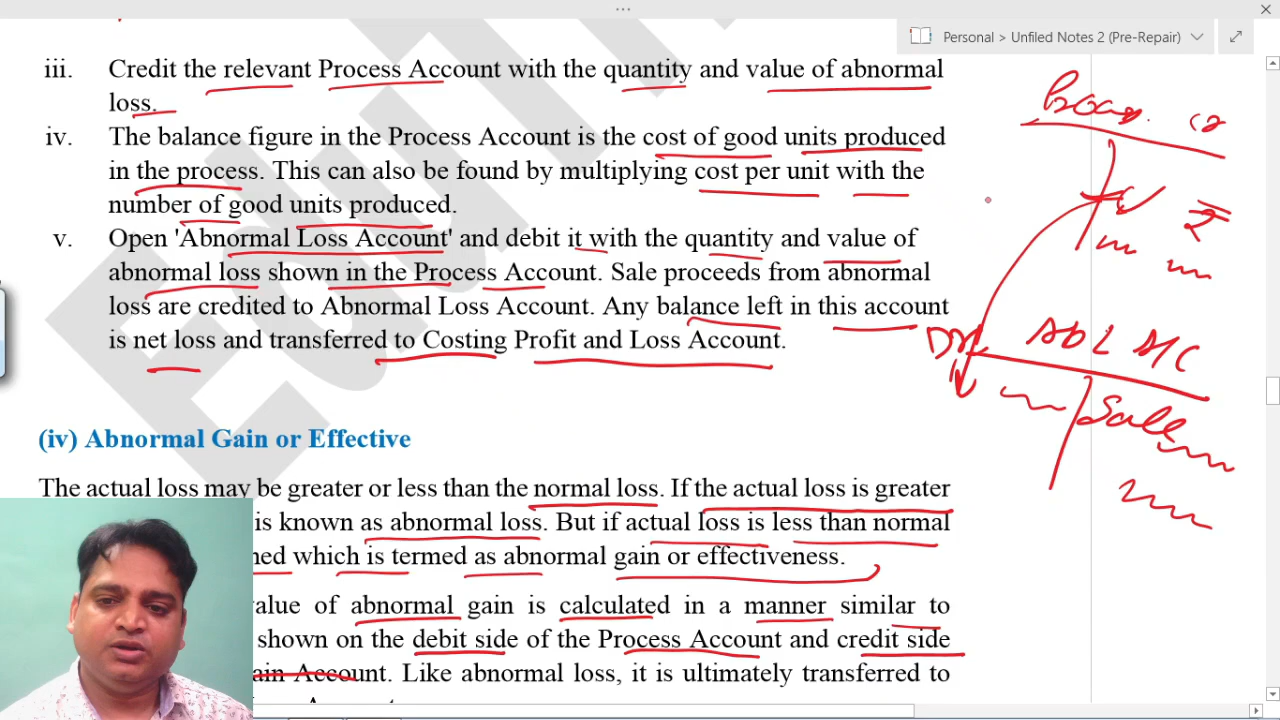 Personal > Unfiled Notes 2 (Pre-Repair)
iii. Credit the relevant Process Account with the quantity and value of abnormal
loss.
iv. The balance figure in the Process Account is the cost of good units produced
in the process. This can also be found by multiplying cost per unit with the
number of good units produced.
v. Open 'Abnormal Loss Account' and debit it with the quantity and value of
abnormal loss shown in the Process Account. Sale proceeds from abnormal
loss are credited to Abnormal Loss Account. Any balance left in this account
is net loss and transferred to Costing Profit and Loss Account.
(iv) Abnormal Gain or Effective
The actual loss may be greater or less than the normal loss. If the actual loss is greater
is known as abnormal loss. But if actual loss is less than normal
which is termed as abnormal gain or effectiveness.
value of abnormal gain is calculated in a manner similar to
shown on the debit side of the Process Account and credit side
Account. Like abnormal loss, it is ultimately transferred to
₹
Ab L A/C
Sale